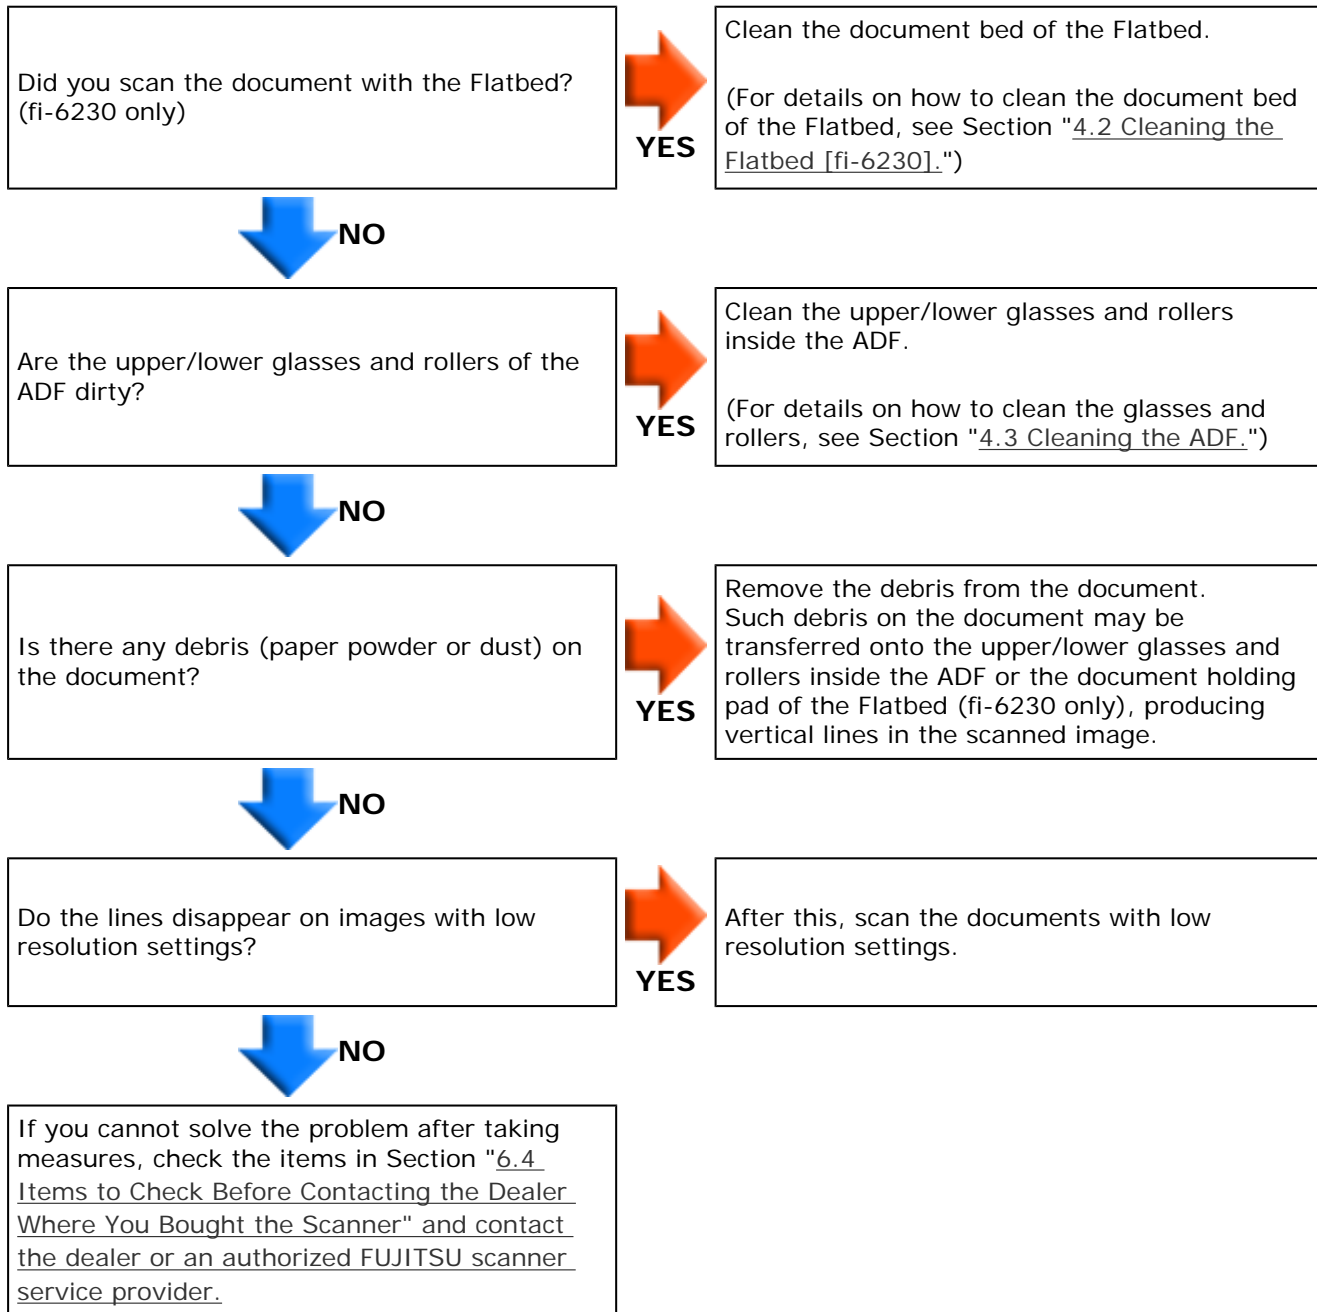 Did you scan the document with the Flatbed?
(fi-6230 only)
YES
Clean the document bed of the Flatbed.
(For details on how to clean the document bed
of the Flatbed, see Section "4.2 Cleaning the
Flatbed [fi-6230].")
NO
Are the upper/lower glasses and rollers of the
ADF dirty?
YES
Clean the upper/lower glasses and rollers
inside the ADF.
(For details on how to clean the glasses and
rollers, see Section "4.3 Cleaning the ADF.")
NO
Is there any debris (paper powder or dust) on
the document?
YES
Remove the debris from the document.
Such debris on the document may be
transferred onto the upper/lower glasses and
rollers inside the ADF or the document holding
pad of the Flatbed (fi-6230 only), producing
vertical lines in the scanned image.
NO
Do the lines disappear on images with low
resolution settings?
YES
After this, scan the documents with low
resolution settings.
NO
If you cannot solve the problem after taking
measures, check the items in Section "6.4
Items to Check Before Contacting the Dealer
Where You Bought the Scanner" and contact
the dealer or an authorized FUJITSU scanner
service provider.